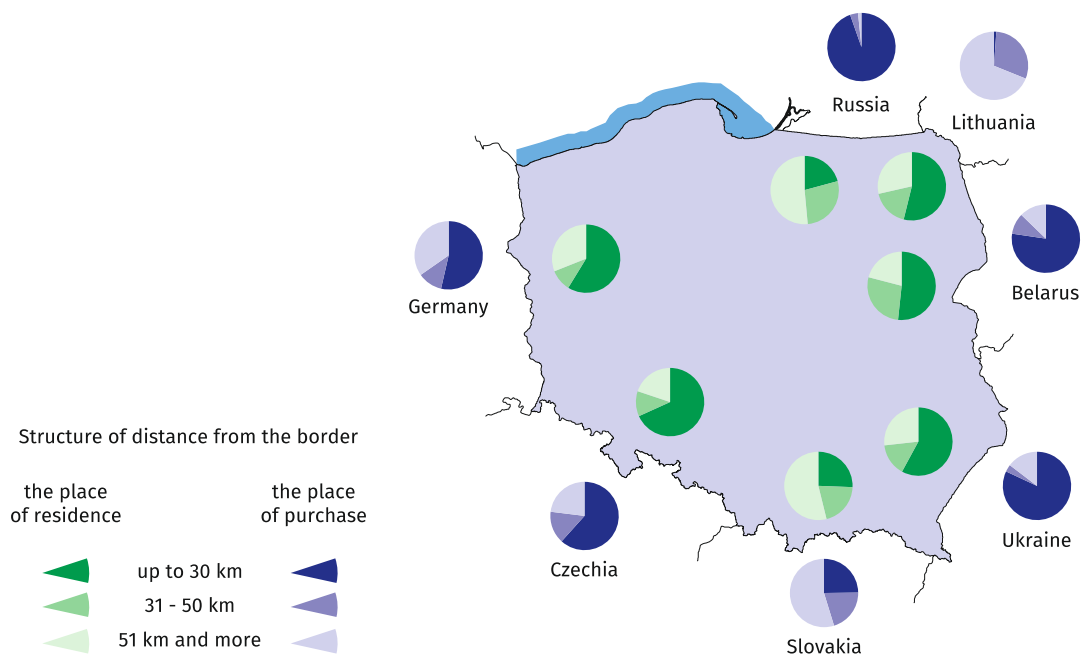 Russia
Lithuania
Germany
Belarus
Structure of distance from the border
the place
of residence
the place
of purchase
up to 30 km
31 - 50 km
51 km and more
Czechia
Ukraine
Slovakia